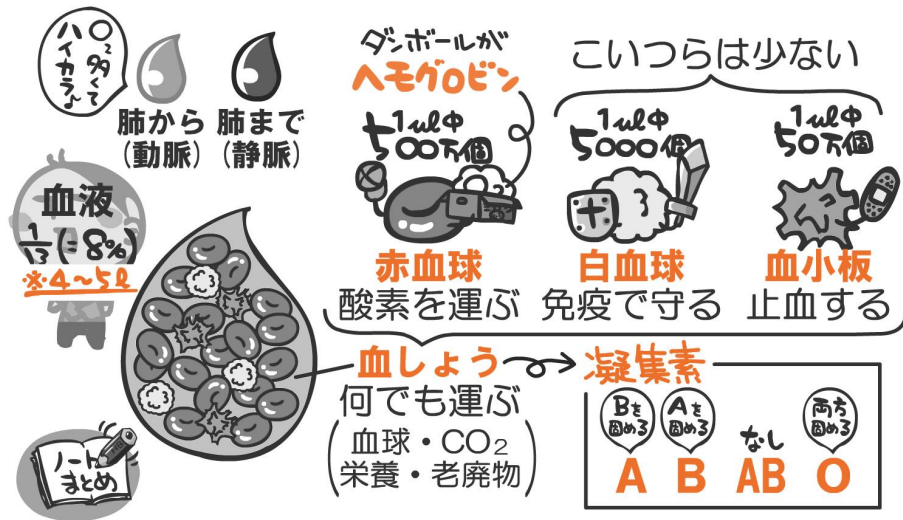 O₂多くて
ハイカラ♪
肺から
(動脈)
肺まで
(静脈)
血液
1/13(≒8%)
※4〜5ℓ
ダンボールが
ヘモグロビン
1μl中
500万個
赤血球
酸素を運ぶ
こいつらは少ない
1μl中
5000個
白血球
免疫で守る
1μl中
50万個
血小板
止血する
血しょう
何でも運ぶ
(血球・CO₂
栄養・老廃物)
凝集素
Bを
固める
A
Aを
固める
B
なし
AB
両方
固める
O
ノート
まとめ